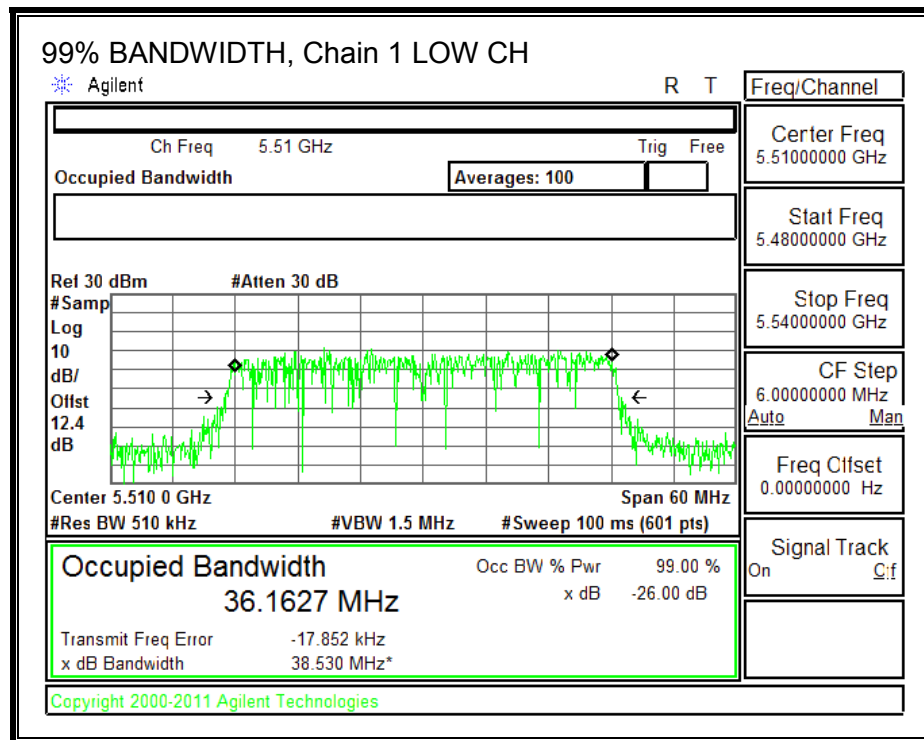 99% BANDWIDTH, Chain 1 LOW CH
Agilent R T
Freq/Channel
Ch Freq 5.51 GHz Trig Free
Occupied Bandwidth Averages: 100
Center Freq
5.51000000 GHz
Start Freq
5.48000000 GHz
Stop Freq
5.54000000 GHz
CF Step
6.00000000 MHz
Auto Man
Freq Offset
0.00000000 Hz
Signal Track
On Off
Ref 30 dBm #Atten 30 dB
#Samp
Log
10
dB/
Offst
12.4
dB
Center 5.510 0 GHz Span 60 MHz
#Res BW 510 kHz #VBW 1.5 MHz #Sweep 100 ms (601 pts)
Occupied Bandwidth
36.1627 MHz
Occ BW % Pwr 99.00 %
x dB -26.00 dB
Transmit Freq Error -17.852 kHz
x dB Bandwidth 38.530 MHz*
Copyright 2000-2011 Agilent Technologies